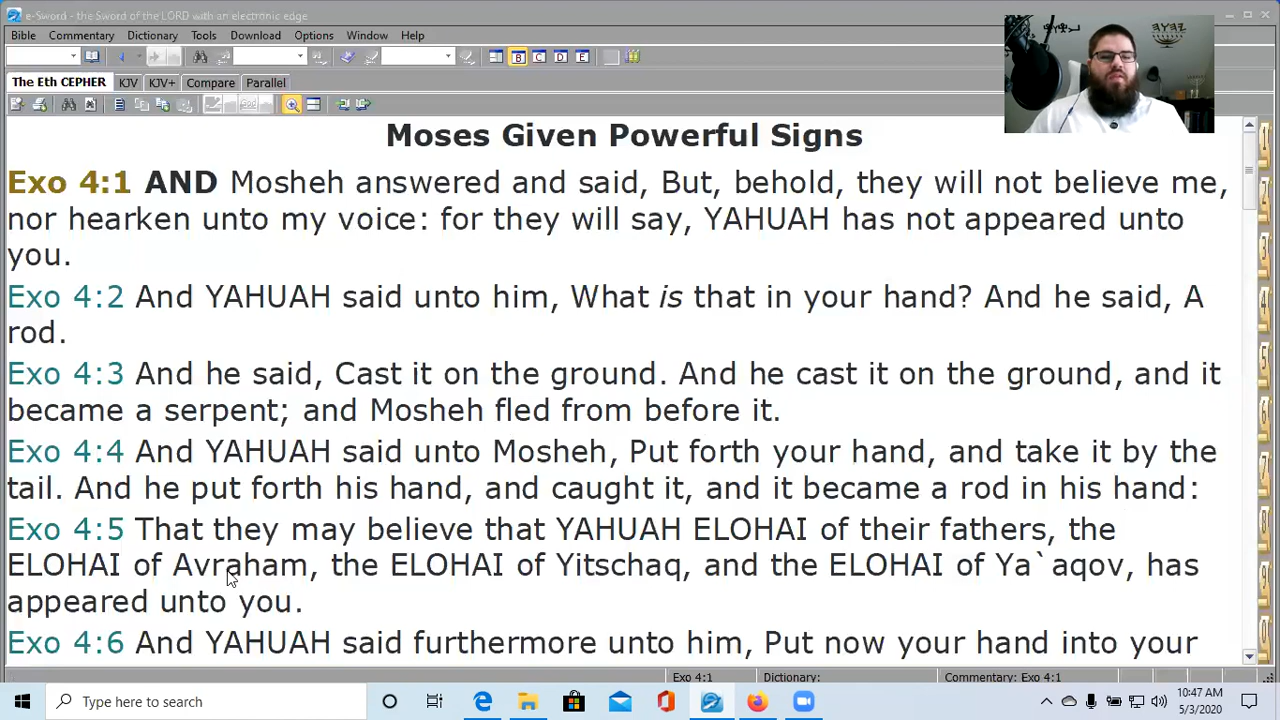 e-Sword - the Sword of the LORD with an electronic edge
Bible Commentary Dictionary Tools Download Options Window Help
B C D E
The Eth CEPHER KJV KJV+ Compare Parallel
Moses Given Powerful Signs
Exo 4:1 AND Mosheh answered and said, But, behold, they will not believe me,
nor hearken unto my voice: for they will say, YAHUAH has not appeared unto
you.
Exo 4:2 And YAHUAH said unto him, What is that in your hand? And he said, A
rod.
Exo 4:3 And he said, Cast it on the ground. And he cast it on the ground, and it
became a serpent; and Mosheh fled from before it.
Exo 4:4 And YAHUAH said unto Mosheh, Put forth your hand, and take it by the
tail. And he put forth his hand, and caught it, and it became a rod in his hand:
Exo 4:5 That they may believe that YAHUAH ELOHAI of their fathers, the
ELOHAI of Avraham, the ELOHAI of Yitschaq, and the ELOHAI of Ya`aqov, has
appeared unto you.
Exo 4:6 And YAHUAH said furthermore unto him, Put now your hand into your
Exo 4:1 Dictionary: Commentary: Exo 4:1
Type here to search
10:47 AM
5/3/2020